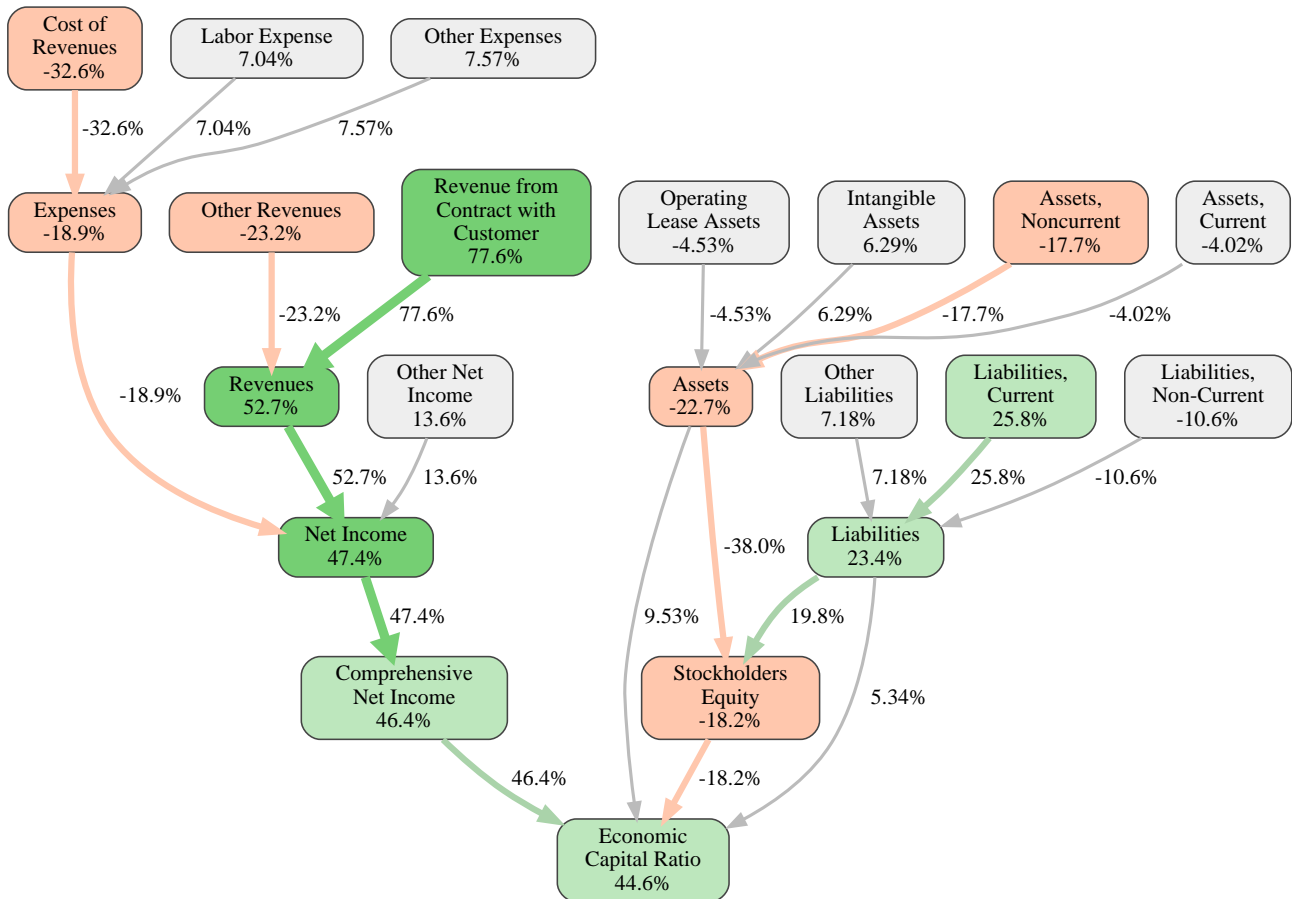 Cost of
Revenues
-32.6%
Labor Expense
7.04%
Other Expenses
7.57%
-32.6%
7.04%
7.57%
Expenses
-18.9%
Other Revenues
-23.2%
Revenue from
Contract with
Customer
77.6%
Operating
Lease Assets
-4.53%
Intangible
Assets
6.29%
Assets,
Noncurrent
-17.7%
Assets,
Current
-4.02%
-23.2%
77.6%
-4.53%
6.29%
-17.7%
-4.02%
-18.9%
Revenues
52.7%
Other Net
Income
13.6%
Assets
-22.7%
Other
Liabilities
7.18%
Liabilities,
Current
25.8%
Liabilities,
Non-Current
-10.6%
52.7%
13.6%
7.18%
25.8%
-10.6%
Net Income
47.4%
-38.0%
Liabilities
23.4%
47.4%
9.53%
19.8%
Comprehensive
Net Income
46.4%
Stockholders
Equity
-18.2%
5.34%
46.4%
-18.2%
Economic
Capital Ratio
44.6%